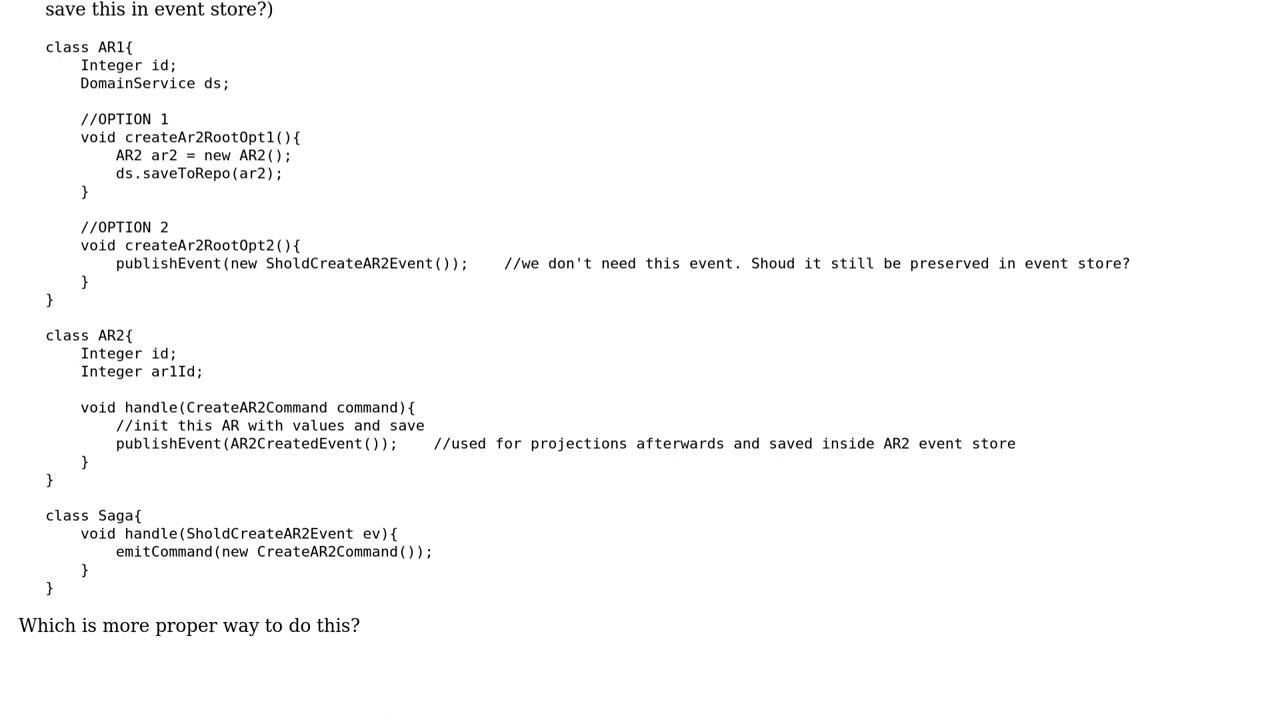 save this in event store?)
class AR1{
    Integer id;
    DomainService ds;

    //OPTION 1
    void createAr2RootOpt1(){
        AR2 ar2 = new AR2();
        ds.saveToRepo(ar2);
    }

    //OPTION 2
    void createAr2RootOpt2(){
        publishEvent(new SholdCreateAR2Event());    //we don't need this event. Shoud it still be preserved in event store?
    }
}

class AR2{
    Integer id;
    Integer ar1Id;

    void handle(CreateAR2Command command){
        //init this AR with values and save
        publishEvent(AR2CreatedEvent());    //used for projections afterwards and saved inside AR2 event store
    }
}

class Saga{
    void handle(SholdCreateAR2Event ev){
        emitCommand(new CreateAR2Command());
    }
}
Which is more proper way to do this?